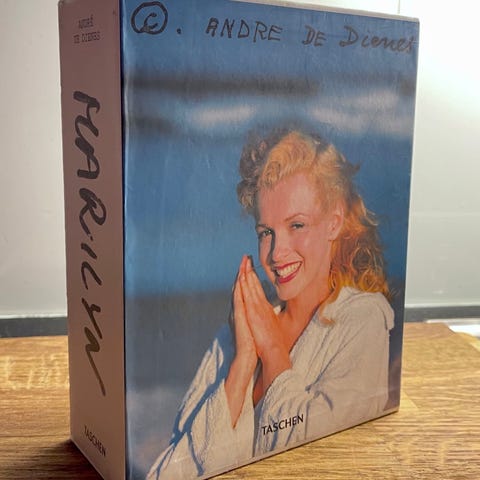 ANDRÉ
DE DIENES
MARILYN
TASCHEN
©. ANDRE DE Dienes
TASCHEN